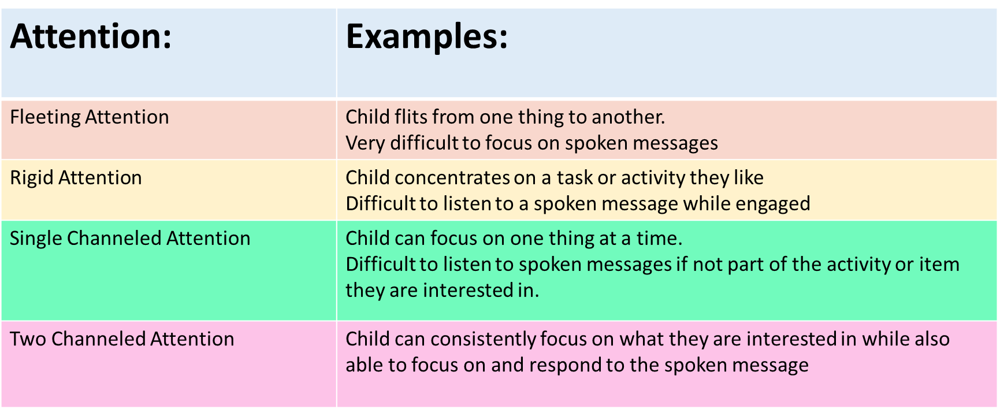 Attention:
Examples:
Fleeting Attention
Child flits from one thing to another.
Very difficult to focus on spoken messages
Rigid Attention
Child concentrates on a task or activity they like
Difficult to listen to a spoken message while engaged
Single Channeled Attention
Child can focus on one thing at a time.
Difficult to listen to spoken messages if not part of the activity or item
they are interested in.
Two Channeled Attention
Child can consistently focus on what they are interested in while also
able to focus on and respond to the spoken message